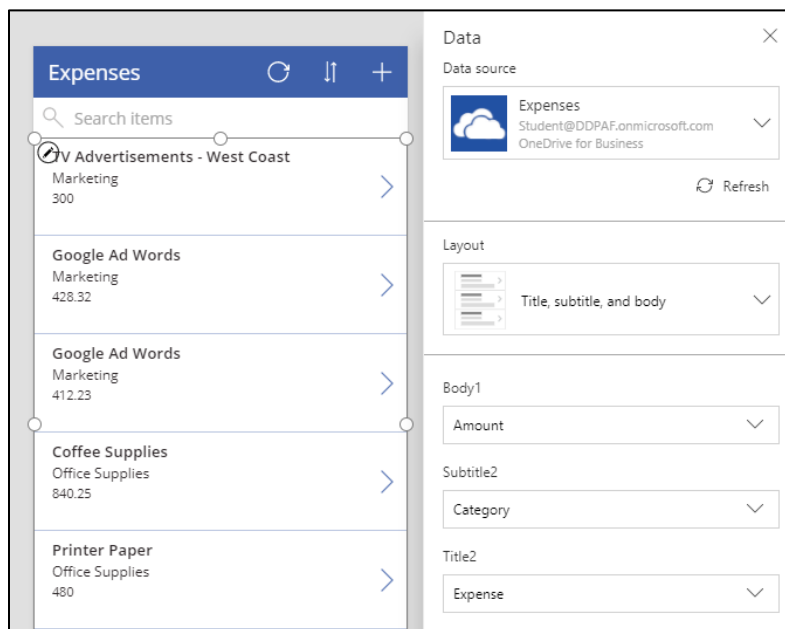 Expenses
Search items
TV Advertisements - West Coast
Marketing
300
Google Ad Words
Marketing
428.32
Google Ad Words
Marketing
412.23
Coffee Supplies
Office Supplies
840.25
Printer Paper
Office Supplies
480
Data
Data source
Expenses
Student@DDPAF.onmicrosoft.com
OneDrive for Business
Refresh
Layout
Title, subtitle, and body
Body1
Amount
Subtitle2
Category
Title2
Expense